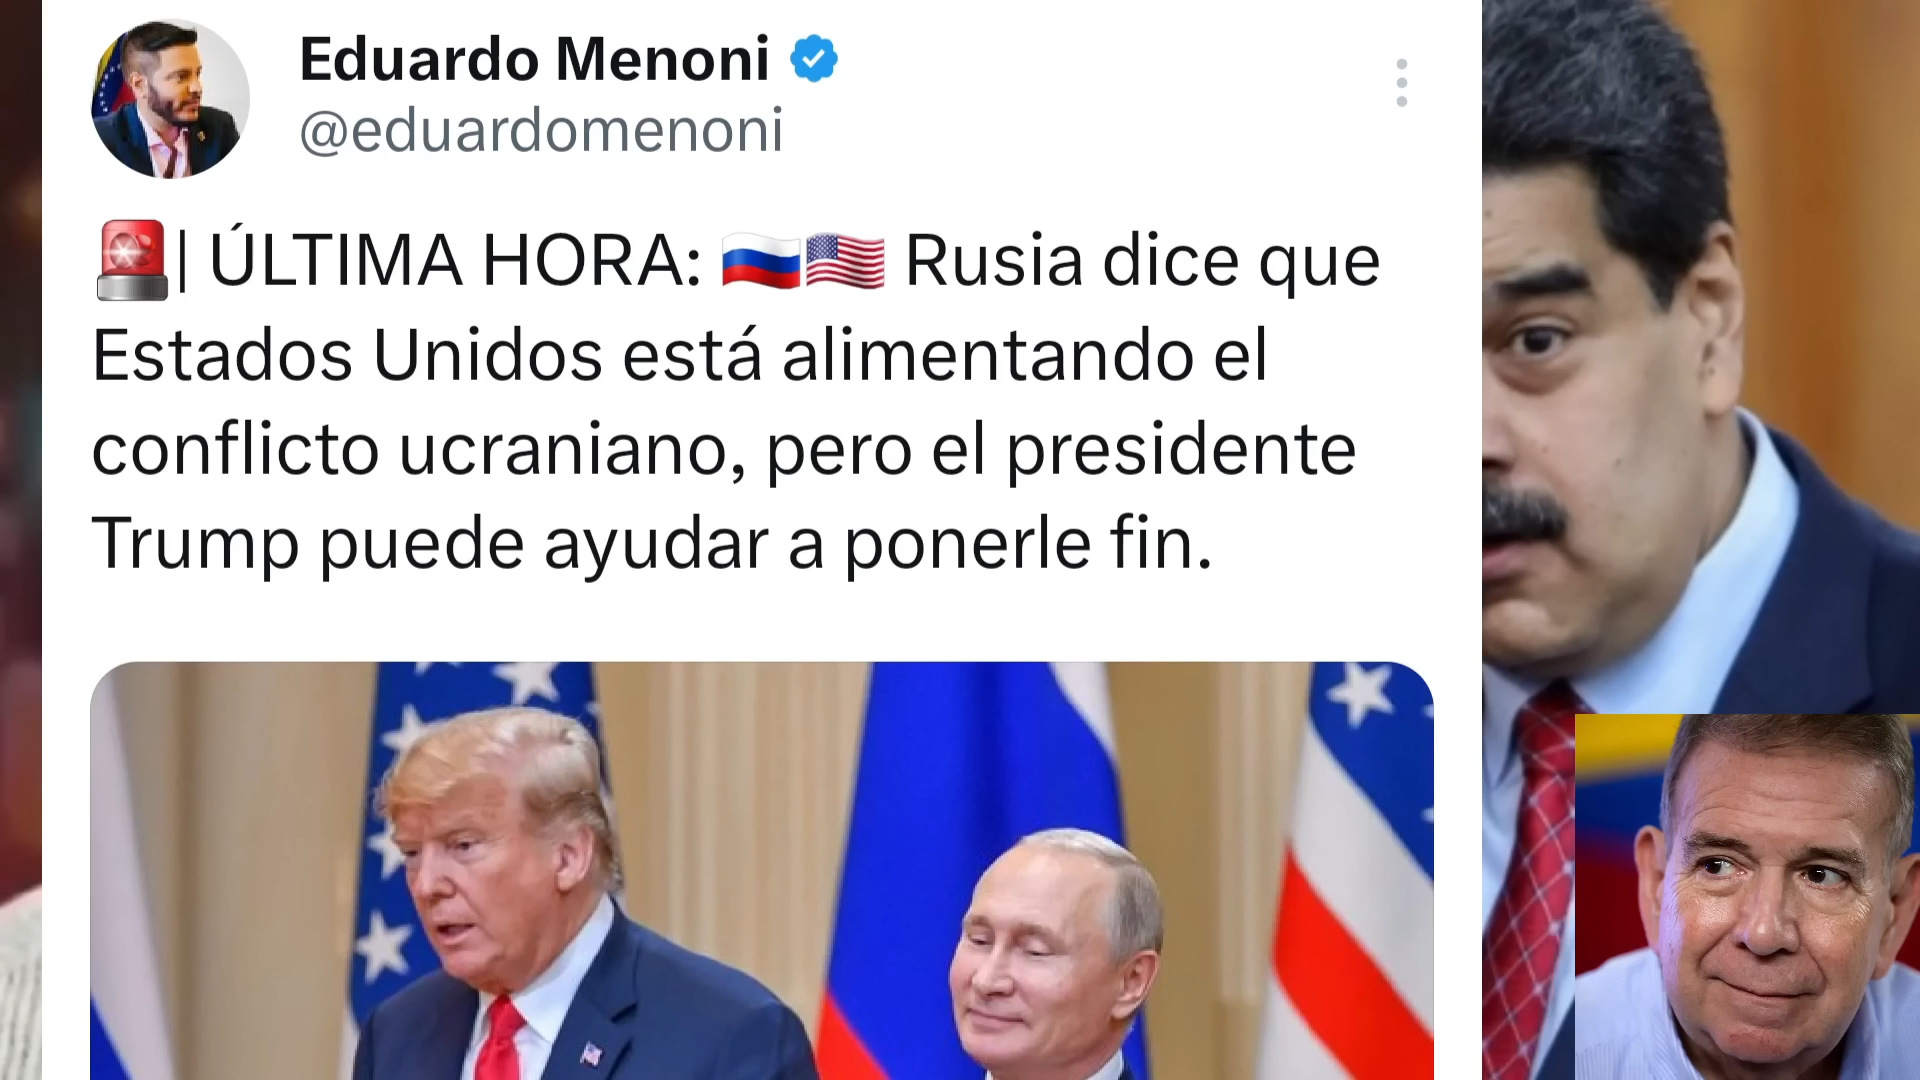 Eduardo Menoni
@eduardomenoni
🚨| ÚLTIMA HORA: 🇷🇺🇺🇸 Rusia dice que
Estados Unidos está alimentando el
conflicto ucraniano, pero el presidente
Trump puede ayudar a ponerle fin.